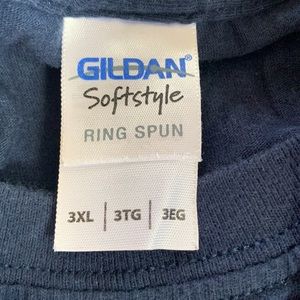 GILDAN®
Softstyle
RING SPUN
3XL | 3TG | 3EG